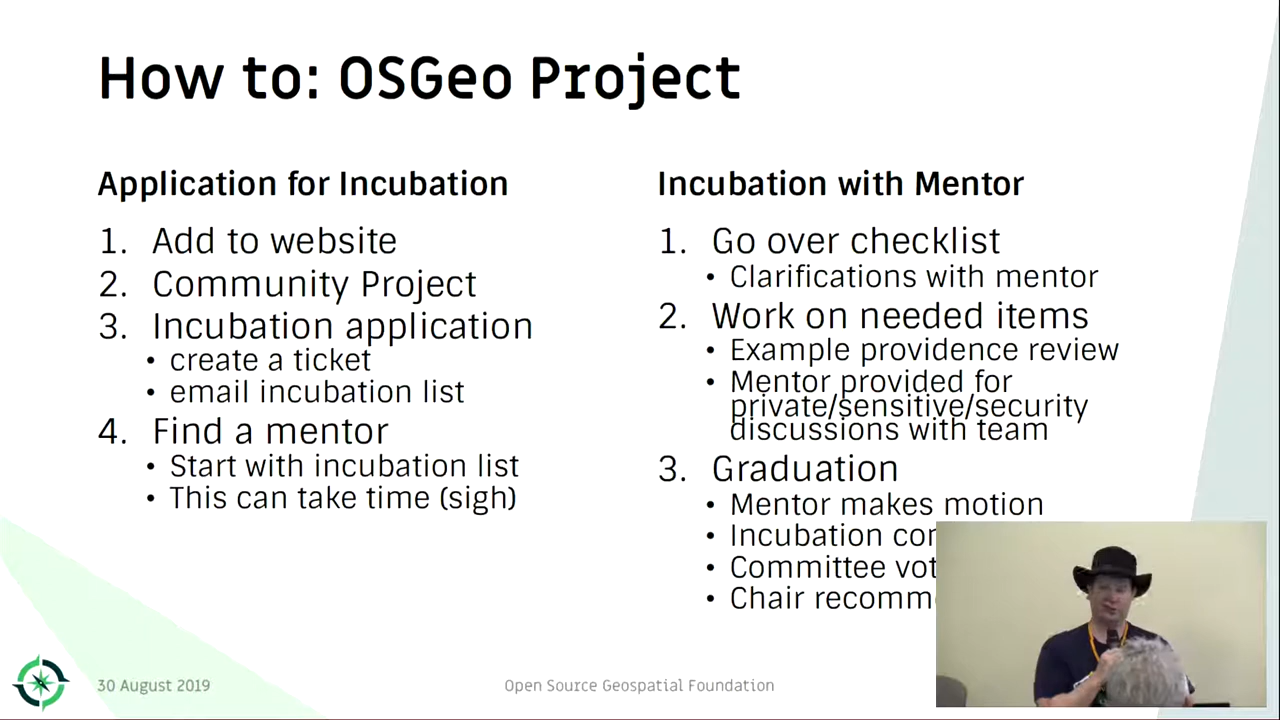 How to: OSGeo Project
Application for Incubation
1. Add to website
2. Community Project
3. Incubation application
• create a ticket
• email incubation list
4. Find a mentor
• Start with incubation list
• This can take time (sigh)
Incubation with Mentor
1. Go over checklist
• Clarifications with mentor
2. Work on needed items
• Example providence review
• Mentor provided for
private/sensitive/security
discussions with team
3. Graduation
• Mentor makes motion
• Incubation
• Committee
• Chair
30 August 2019
Open Source Geospatial Foundation